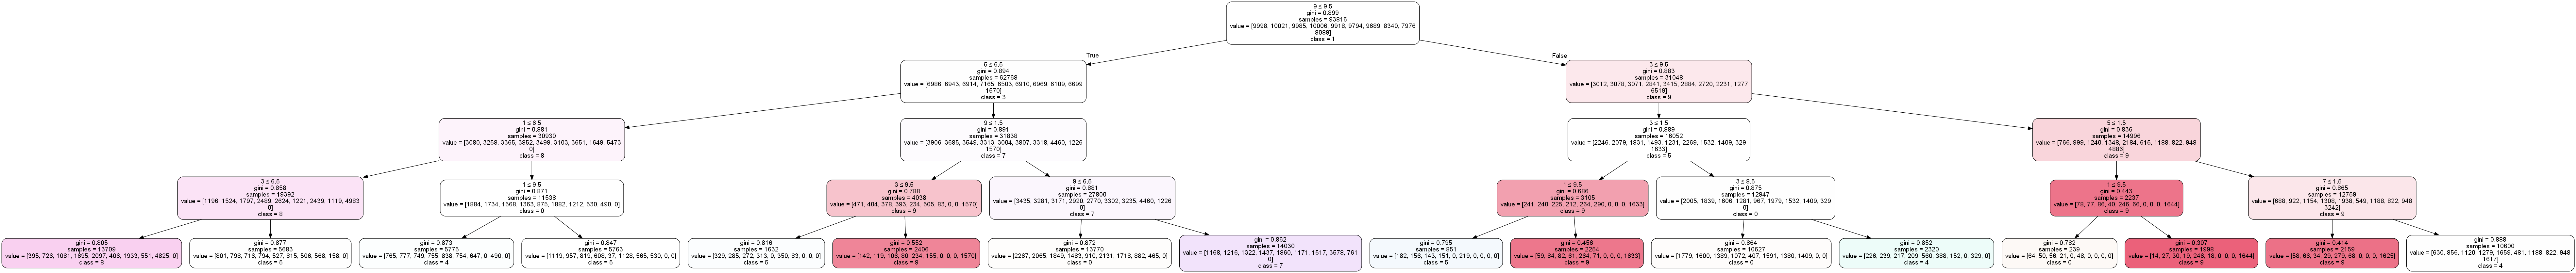 9 ≤ 9.5
gini = 0.899
samples = 93816
value = [9998, 10021, 9985, 10006, 9918, 9794, 9689, 8340, 7976
8089]
class = 1
True
False
5 ≤ 6.5
gini = 0.894
samples = 62768
value = [6986, 6943, 6914, 7165, 6503, 6910, 6969, 6109, 6699
1570]
class = 3
3 ≤ 9.5
gini = 0.883
samples = 31048
value = [3012, 3078, 3071, 2841, 3415, 2884, 2720, 2231, 1277
6519]
class = 9
1 ≤ 6.5
gini = 0.881
samples = 30930
value = [3080, 3258, 3365, 3852, 3499, 3103, 3651, 1649, 5473
0]
class = 8
9 ≤ 1.5
gini = 0.891
samples = 31838
value = [3906, 3685, 3549, 3313, 3004, 3807, 3318, 4460, 1226
1570]
class = 7
3 ≤ 1.5
gini = 0.889
samples = 16052
value = [2246, 2079, 1831, 1493, 1231, 2269, 1532, 1409, 329
1633]
class = 5
5 ≤ 1.5
gini = 0.836
samples = 14996
value = [766, 999, 1240, 1348, 2184, 615, 1188, 822, 948
4886]
class = 9
3 ≤ 6.5
gini = 0.858
samples = 19392
value = [1196, 1524, 1797, 2489, 2624, 1221, 2439, 1119, 4983
0]
class = 8
1 ≤ 9.5
gini = 0.871
samples = 11538
value = [1884, 1734, 1568, 1363, 875, 1882, 1212, 530, 490, 0]
class = 0
3 ≤ 9.5
gini = 0.788
samples = 4038
value = [471, 404, 378, 393, 234, 505, 83, 0, 0, 1570]
class = 9
9 ≤ 6.5
gini = 0.881
samples = 27800
value = [3435, 3281, 3171, 2920, 2770, 3302, 3235, 4460, 1226
0]
class = 7
1 ≤ 9.5
gini = 0.686
samples = 3105
value = [241, 240, 225, 212, 264, 290, 0, 0, 0, 1633]
class = 9
3 ≤ 8.5
gini = 0.875
samples = 12947
value = [2005, 1839, 1606, 1281, 967, 1979, 1532, 1409, 329
0]
class = 0
1 ≤ 9.5
gini = 0.443
samples = 2237
value = [78, 77, 86, 40, 246, 66, 0, 0, 0, 1644]
class = 9
7 ≤ 1.5
gini = 0.865
samples = 12759
value = [688, 922, 1154, 1308, 1938, 549, 1188, 822, 948
3242]
class = 9
gini = 0.805
samples = 13709
value = [395, 726, 1081, 1695, 2097, 406, 1933, 551, 4825, 0]
class = 8
gini = 0.877
samples = 5683
value = [801, 798, 716, 794, 527, 815, 506, 568, 158, 0]
class = 5
gini = 0.873
samples = 5775
value = [765, 777, 749, 755, 838, 754, 647, 0, 490, 0]
class = 4
gini = 0.847
samples = 5763
value = [1119, 957, 819, 608, 37, 1128, 565, 530, 0, 0]
class = 5
gini = 0.816
samples = 1632
value = [329, 285, 272, 313, 0, 350, 83, 0, 0, 0]
class = 5
gini = 0.552
samples = 2406
value = [142, 119, 106, 80, 234, 155, 0, 0, 0, 1570]
class = 9
gini = 0.872
samples = 13770
value = [2267, 2065, 1849, 1483, 910, 2131, 1718, 882, 465, 0]
class = 0
gini = 0.862
samples = 14030
value = [1168, 1216, 1322, 1437, 1860, 1171, 1517, 3578, 761
0]
class = 7
gini = 0.795
samples = 851
value = [182, 156, 143, 151, 0, 219, 0, 0, 0, 0]
class = 5
gini = 0.456
samples = 2254
value = [59, 84, 82, 61, 264, 71, 0, 0, 0, 1633]
class = 9
gini = 0.864
samples = 10627
value = [1779, 1600, 1389, 1072, 407, 1591, 1380, 1409, 0, 0]
class = 0
gini = 0.852
samples = 2320
value = [226, 239, 217, 209, 560, 388, 152, 0, 329, 0]
class = 4
gini = 0.782
samples = 239
value = [64, 50, 56, 21, 0, 48, 0, 0, 0, 0]
class = 0
gini = 0.307
samples = 1998
value = [14, 27, 30, 19, 246, 18, 0, 0, 0, 1644]
class = 9
gini = 0.414
samples = 2159
value = [58, 66, 34, 29, 279, 68, 0, 0, 0, 1625]
class = 9
gini = 0.888
samples = 10600
value = [630, 856, 1120, 1279, 1659, 481, 1188, 822, 948
1617]
class = 4